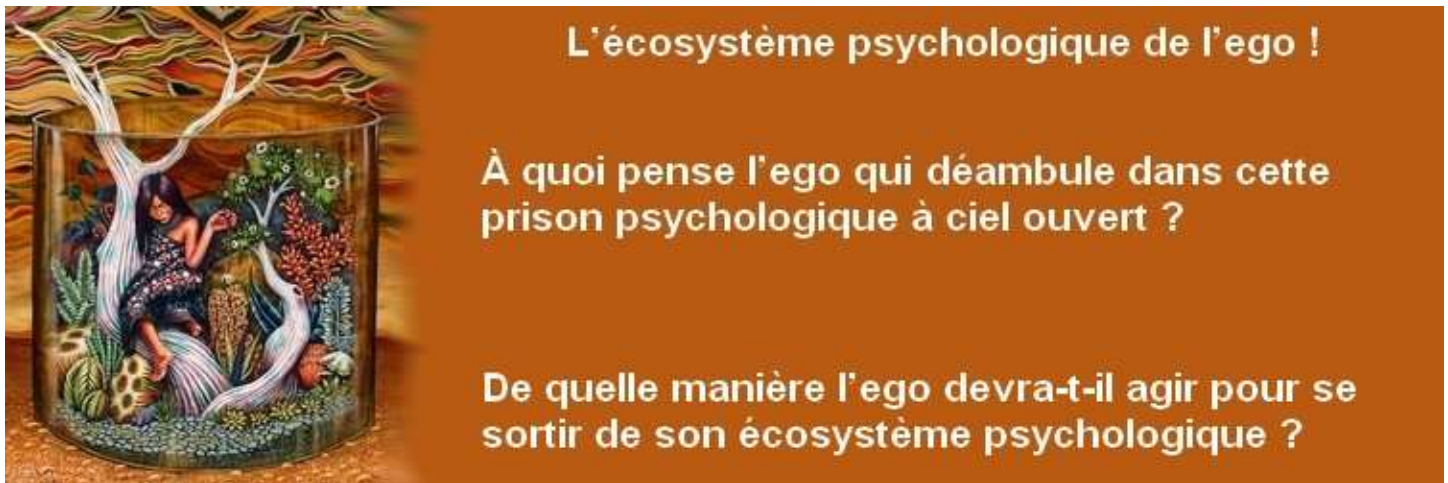 L'écosystème psychologique de l'ego !
À quoi pense l'ego qui déambule dans cette
prison psychologique à ciel ouvert ?
De quelle manière l'ego devra-t-il agir pour se
sortir de son écosystème psychologique ?